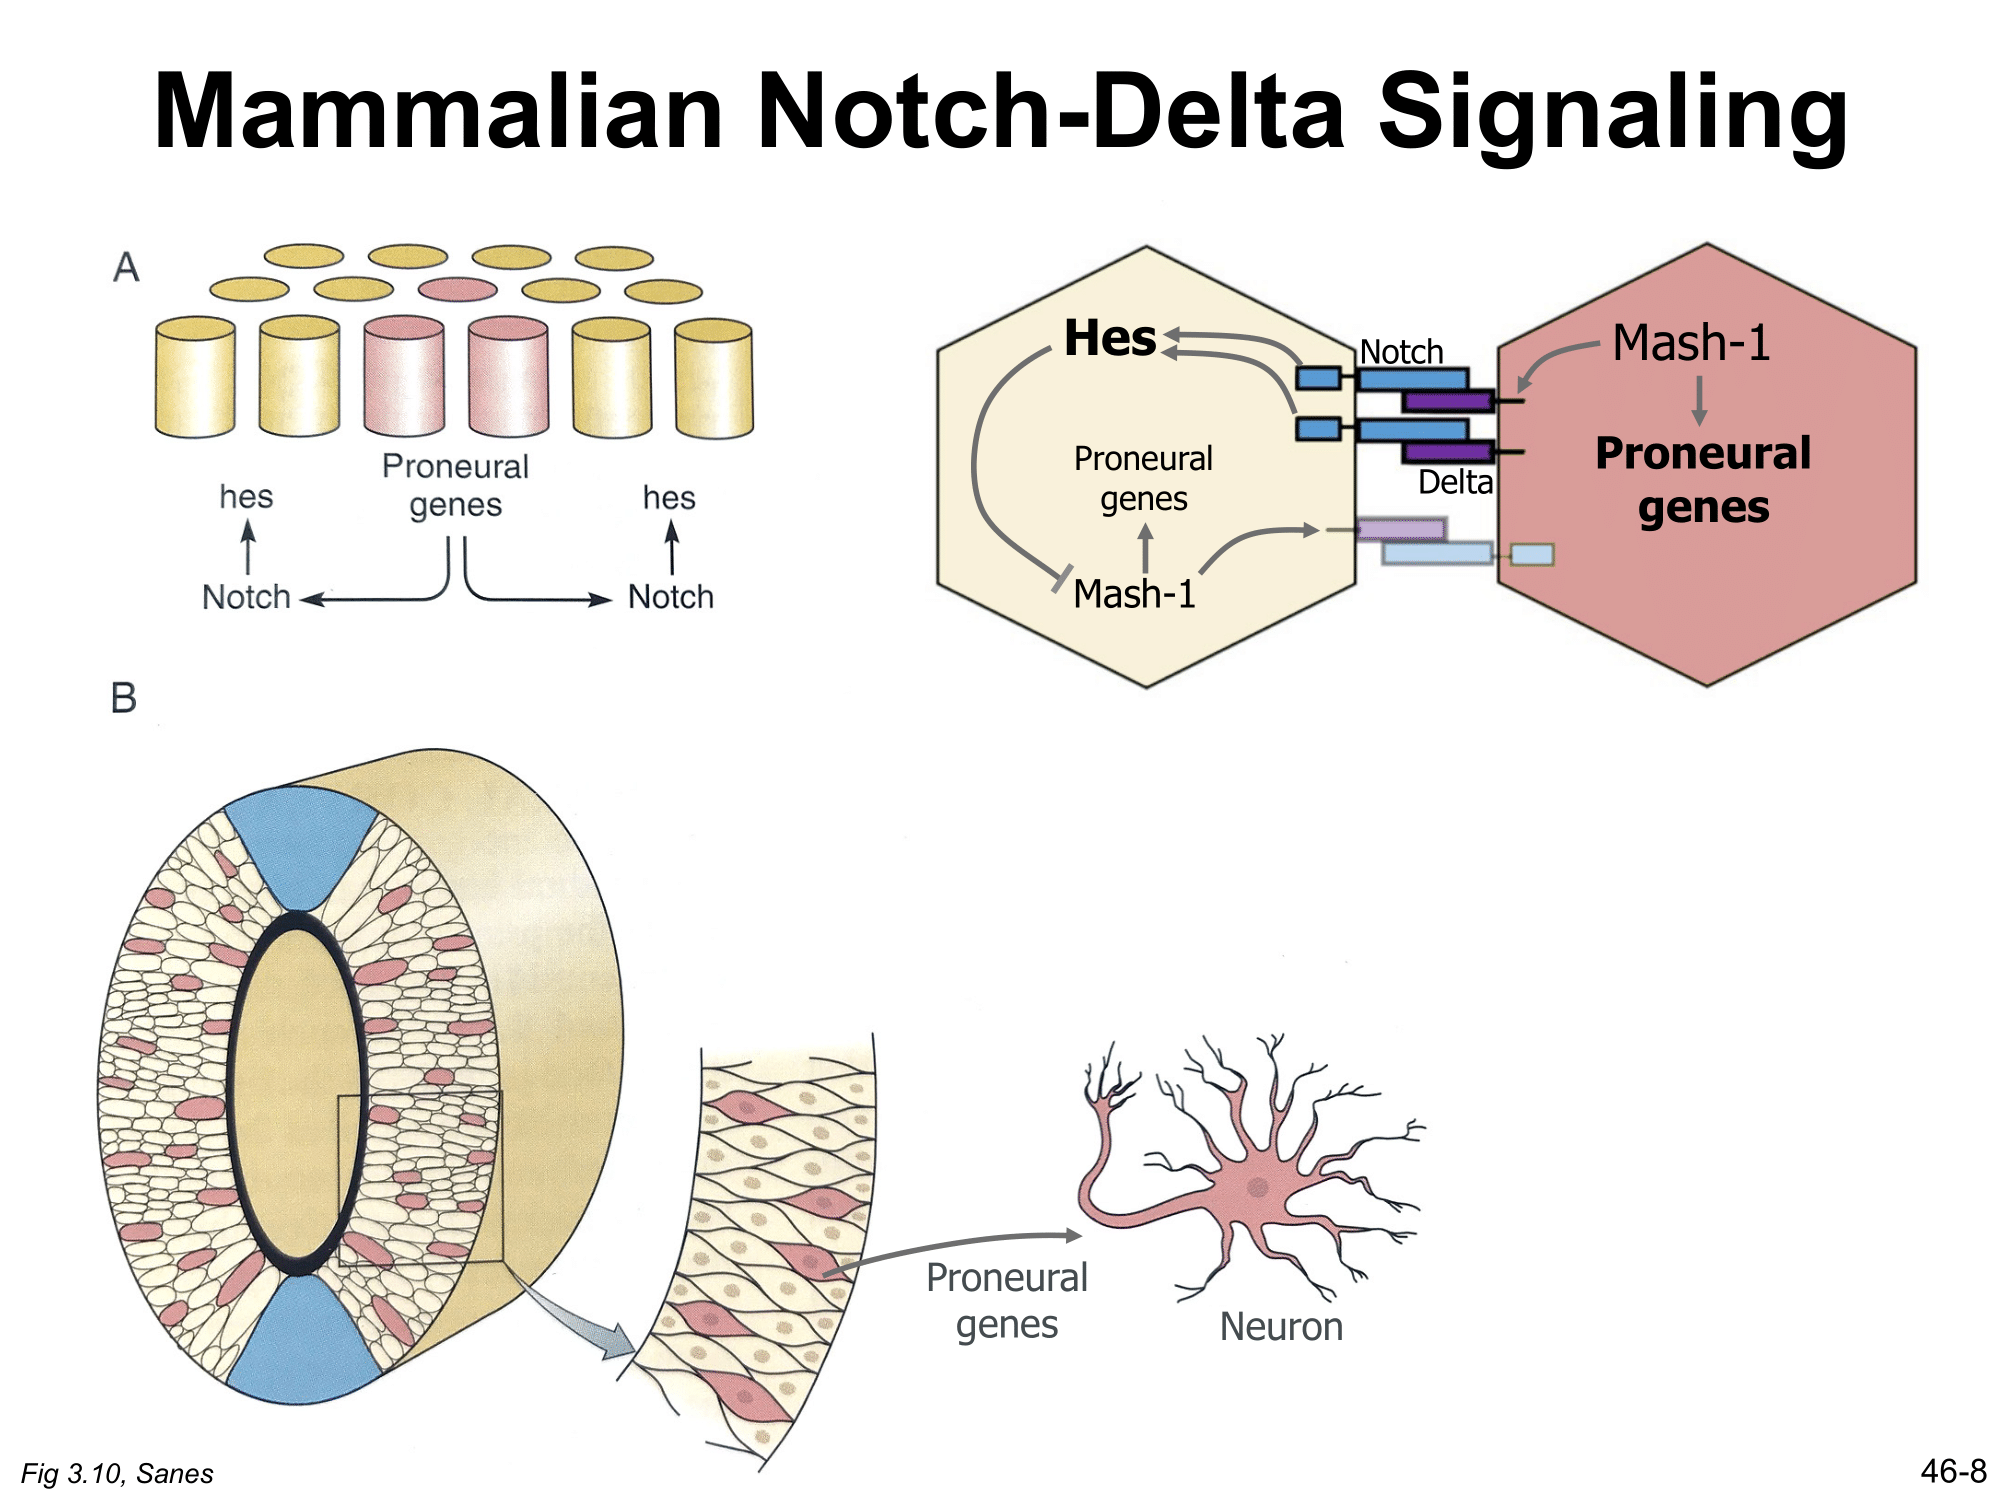 Mammalian Notch-Delta Signaling
A
Proneural
genes
hes
hes
Notch
Notch
Hes
Notch
Mash-1
Proneural
genes
Delta
Proneural
genes
Mash-1
B
Proneural
genes
Neuron
Fig 3.10, Sanes
46-8